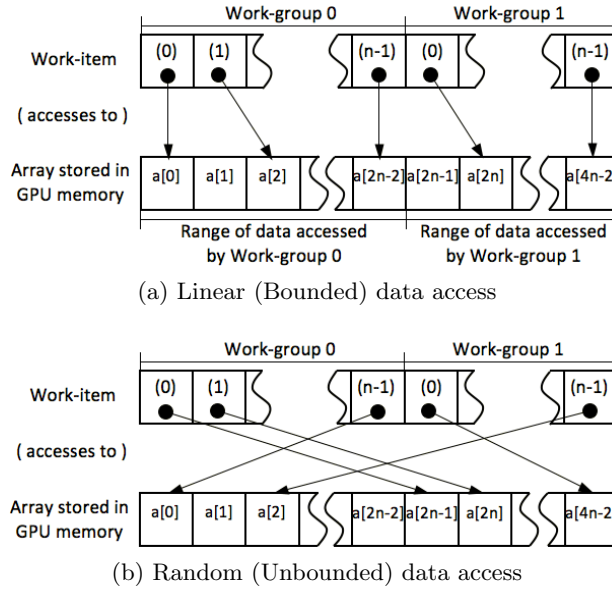 Work-group 0 Work-group 1
Work-item (0) (1) (n-1) (0) (n-1)
( accesses to )
Array stored in
GPU memory
a[0] a[1] a[2] a[2n-2] a[2n-1] a[2n] a[4n-2]
Range of data accessed Range of data accessed
by Work-group 0 by Work-group 1
(a) Linear (Bounded) data access
Work-group 0 Work-group 1
Work-item (0) (1) (n-1) (0) (n-1)
( accesses to )
Array stored in
GPU memory
a[0] a[1] a[2] a[2n-2] a[2n-1] a[2n] a[4n-2]
(b) Random (Unbounded) data access